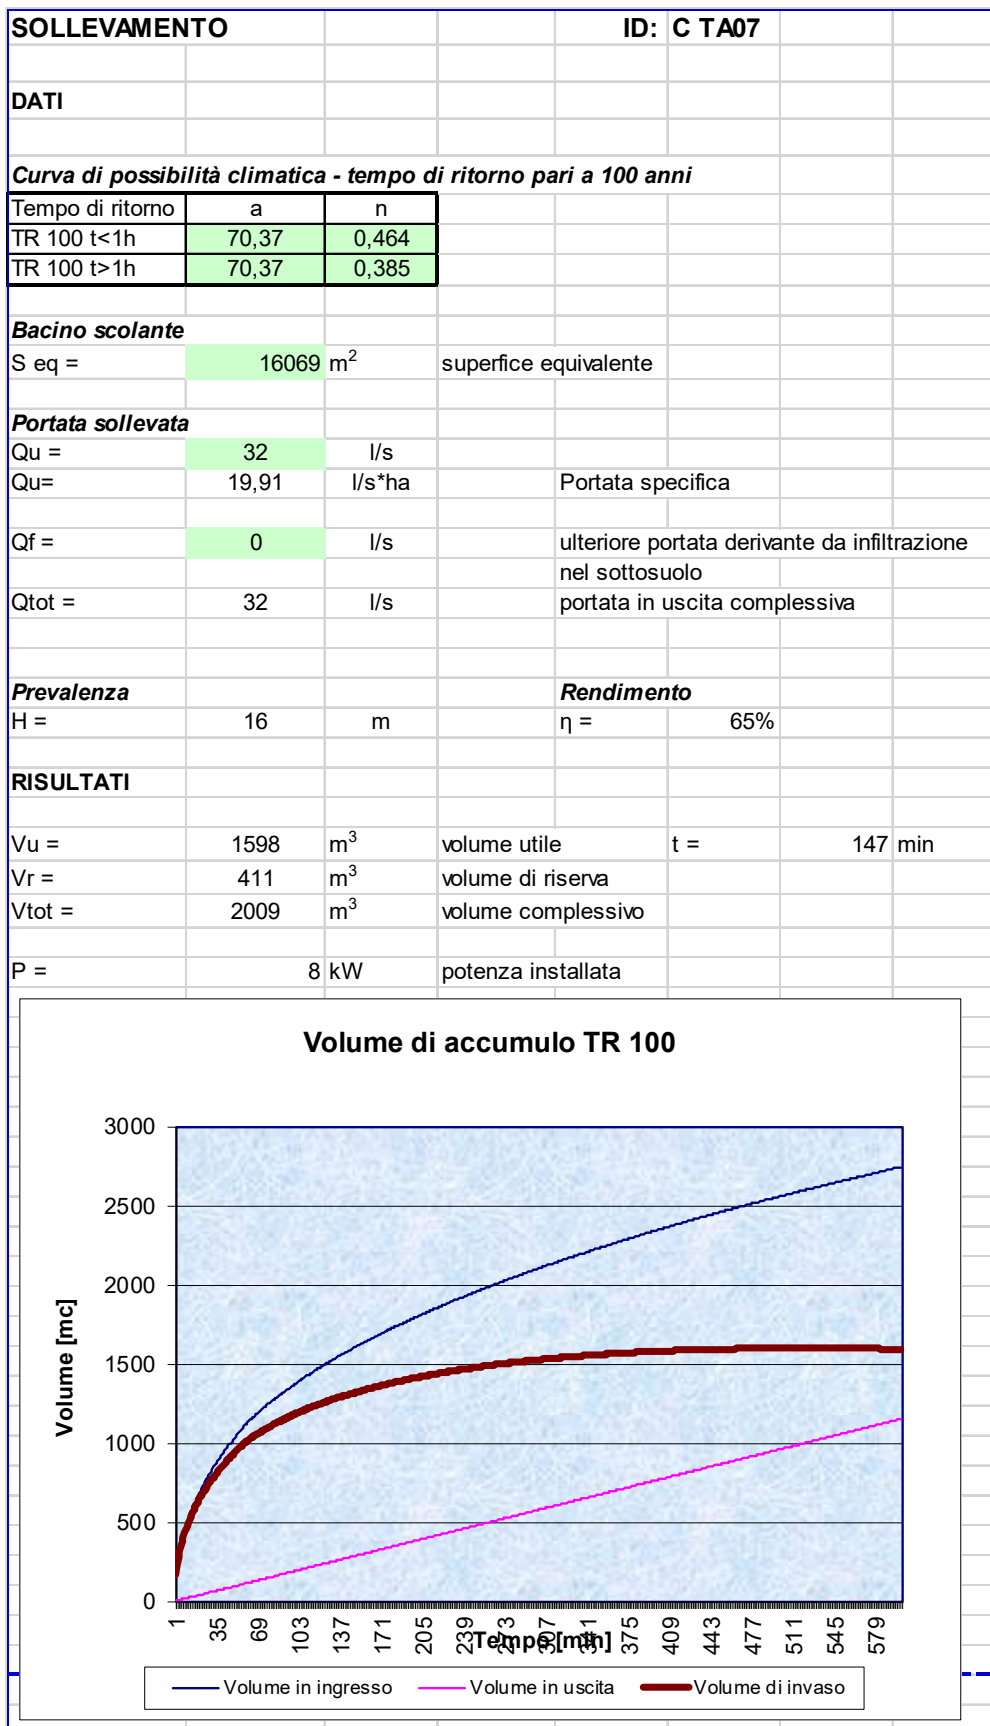 SOLLEVAMENTO ID: C TA07
DATI
Curva di possibilità climatica - tempo di ritorno pari a 100 anni
Tempo di ritorno a n
TR 100 t<1h 70,37 0,464
TR 100 t>1h 70,37 0,385
Bacino scolante
S eq = 16069 m² superfice equivalente
Portata sollevata
Qu = 32 l/s
Qu= 19,91 l/s*ha Portata specifica
Qf = 0 l/s ulteriore portata derivante da infiltrazione
nel sottosuolo
Qtot = 32 l/s portata in uscita complessiva
Prevalenza Rendimento
H = 16 m η = 65%
RISULTATI
Vu = 1598 m³ volume utile t = 147 min
Vr = 411 m³ volume di riserva
Vtot = 2009 m³ volume complessivo
P = 8 kW potenza installata
Volume di accumulo TR 100
Volume [mc]
3000
2500
2000
1500
1000
500
0
1 35 69 103 137 171 205 239 273 307 341 375 409 443 477 511 545 579
Tempo [min]
Volume in ingresso Volume in uscita Volume di invaso